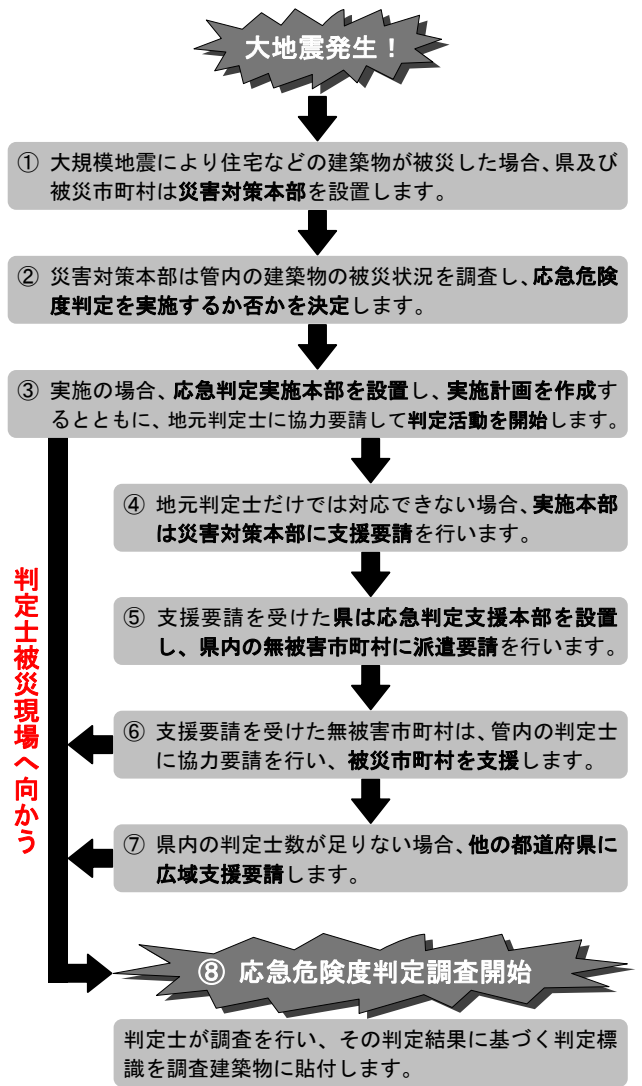 大地震発生！
① 大規模地震により住宅などの建築物が被災した場合、県及び
被災市町村は災害対策本部を設置します。
② 災害対策本部は管内の建築物の被災状況を調査し、応急危険
度判定を実施するか否かを決定します。
③ 実施の場合、応急判定実施本部を設置し、実施計画を作成す
るとともに、地元判定士に協力要請して判定活動を開始します。
④ 地元判定士だけでは対応できない場合、実施本部
は災害対策本部に支援要請を行います。
⑤ 支援要請を受けた県は応急判定支援本部を設置
し、県内の無被害市町村に派遣要請を行います。
⑥ 支援要請を受けた無被害市町村は、管内の判定士
に協力要請を行い、被災市町村を支援します。
⑦ 県内の判定士数が足りない場合、他の都道府県に
広域支援要請します。
判定士被災現場へ向かう
⑧ 応急危険度判定調査開始
判定士が調査を行い、その判定結果に基づく判定標
識を調査建築物に貼付します。